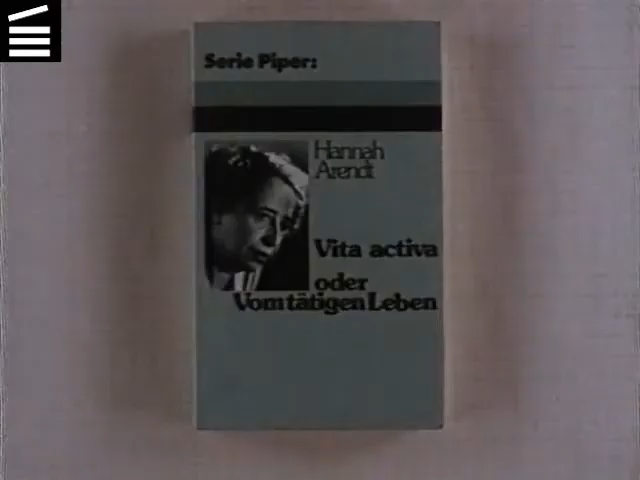 Serie Piper:
Hannah
Arendt
Vita activa
oder
Vom tätigen Leben